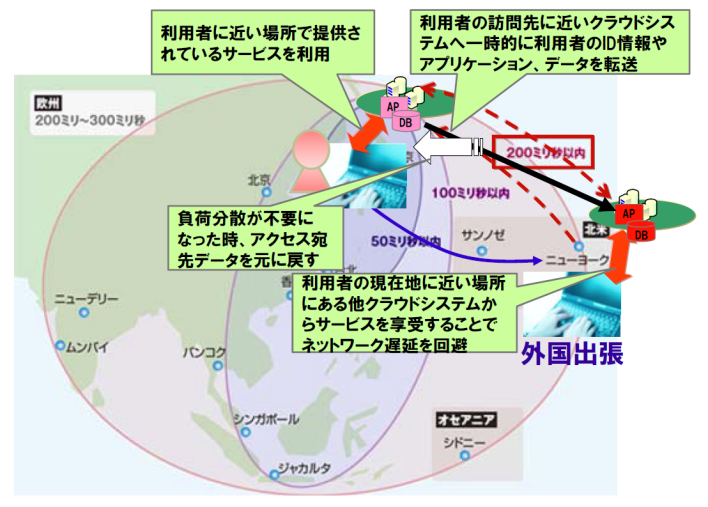 利用者に近い場所で提供さ
れているサービスを利用
利用者の訪問先に近いクラウドシス
テムへ一時的に利用者のID情報や
アプリケーション、データを転送
欧州
200ミリ～300ミリ秒
AP
DB
200ミリ秒以内
京
北京
100ミリ秒以内
AP
DB
負荷分散が不要に
なった時、アクセス宛
先データを元に戻す
50ミリ秒以内
サンノゼ
北米
ニューヨーク
北
香
利用者の現在地に近い場所
にある他クラウドシステムか
らサービスを享受することで
ネットワーク遅延を回避
外国出張
ニューデリー
ムンバイ
バンコク
シンガポール
ジャカルタ
オセアニア
シドニー